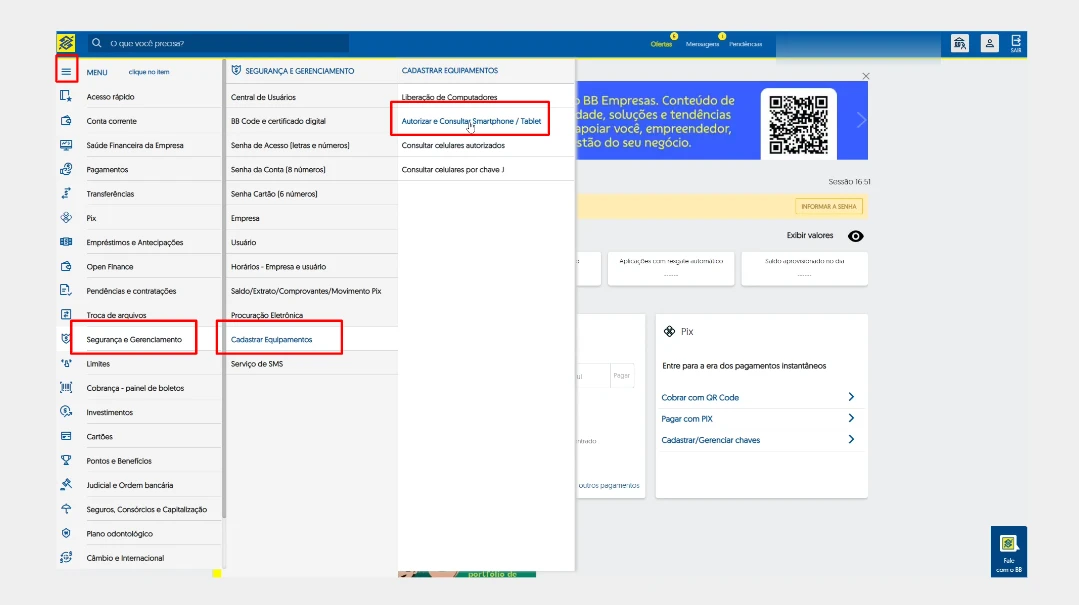 O que você precisa?
Ofertas
Mensagens
Pendências
SAIR
MENU
clique no item
Acesso rápido
Conta corrente
Saúde Financeira da Empresa
Pagamentos
Transferências
Pix
Empréstimos e Antecipações
Open Finance
Pendências e contratações
Troca de arquivos
Segurança e Gerenciamento
Limites
Cobrança - painel de boletos
Investimentos
Cartões
Pontos e Benefícios
Judicial e Ordem bancária
Seguros, Consórcios e Capitalização
Plano odontológico
Câmbio e Internacional
SEGURANÇA E GERENCIAMENTO
Central de Usuários
BB Code e certificado digital
Senha de Acesso (letras e números)
Senha da Conta (8 números)
Senha Cartão (6 números)
Empresa
Usuário
Horários - Empresa e usuário
Saldo/Extrato/Comprovantes/Movimento Pix
Procuração Eletrônica
Cadastrar Equipamentos
Serviço de SMS
CADASTRAR EQUIPAMENTOS
Liberação de Computadores
Autorizar e Consultar Smartphone / Tablet
Consultar celulares autorizados
Consultar celulares por chave J
o BB Empresas. Conteúdo de
dade, soluções e tendências
apoiar você, empreendedor,
stão do seu negócio.
Sessão 16:51
INFORMAR A SENHA
Exibir valores
Aplicações com resgate automático
Saldo aprovisionado no dia
Pagar
ntrado
outros pagamentos
Pix
Entre para a era dos pagamentos instantâneos
Cobrar com QR Code
Pagar com PIX
Cadastrar/Gerenciar chaves
portfólio de
Fale
com o BB